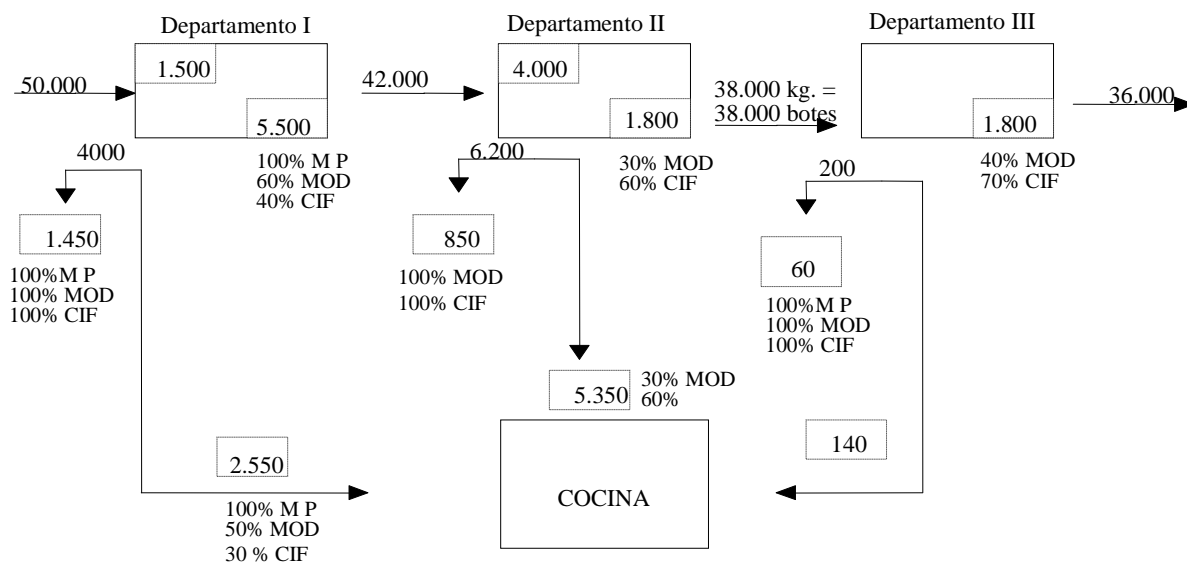 Departamento I
Departamento II
Departamento III
50.000
1.500
5.500
42.000
4.000
1.800
38.000 kg. =
38.000 botes
1.800
36.000
100% M P
60% MOD
40% CIF
30% MOD
60% CIF
40% MOD
70% CIF
4000
1.450
100%M P
100% MOD
100% CIF
6.200
850
100% MOD
100% CIF
200
60
100%M P
100% MOD
100% CIF
5.350
30% MOD
60%
2.550
100% M P
50% MOD
30 % CIF
COCINA
140